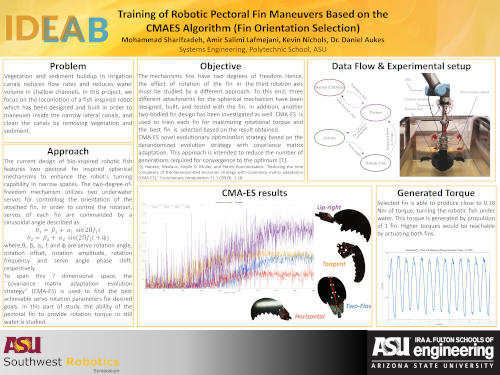 IDEALAB
Training of Robotic Pectoral Fin Maneuvers Based on the
CMAES Algorithm (Fin Orientation Selection)
Mohammad Sharifzadeh, Amir Salimi Lafmejani, Kevin Nichols, Dr. Daniel Aukes
Systems Engineering, Polytechnic School, ASU
Problem
Vegetation and sediment buildup in irrigation
canals reduces flow rates and reduces water
volume in shallow channels. In this project, we
focus on the locomotion of a fish-inspired robot
which has been designed and built in order to
maneuver inside the narrow lateral canals, and
clean the canals by removing vegetation and
sediment.
Approach
The current design of bio-inspired robotic fish
features two pectoral fin inspired spherical
mechanisms to enhance the robot's turning
capability in narrow spaces. The two-degree-of-
freedom mechanism utilizes two underwater
servos for controlling the orientation of the
attached fin. In order to control the rotation,
servos of each fin are commanded by a
sinusoidal angle described as:
θ₁ = β₁ + α₁ sin(2Πf₁t)
θ₂ = β₂ + α₂ sin(2Πf₂t + ϕ)
where, θᵢ, βᵢ, αᵢ, fᵢ and ϕ are servo rotation angle,
rotation offset, rotation amplitude, rotation
frequency and servo angle phase shift,
respectively.
To span this 7 dimensional space, the
``covariance matrix adaptation evolution
strategy'' (CMA-ES) is used to find the best
achievable servo rotation parameters for desired
goals. In this part of study, the ability of the
pectoral fin to provide rotation torque in still
water is studied.
Objective
The mechanisms fins have two degrees of freedom. Hence,
the effect of rotation of the fin in the third rotation axis
must be studied by a different approach. To this end, three
different attachments for the spherical mechanism have been
designed, built, and tested with the fin. In addition, another
two-bodied fin design has been investigated as well. CMA-ES is
used to train each fin for maximizing rotational torque and
the best fin is selected based on the result obtained.
CMA-ES novel evolutionary optimization strategy based on the
derandomized evolution strategy with covariance matrix
adaptation. This approach is intended to reduce the number of
generations required for convergence to the optimum [1].
[1] Hansen, Nikolaus, Sibylle D. Müller, and Petros Koumoutsakos. "Reducing the time
complexity of the derandomized evolution strategy with covariance matrix adaptation
(CMA-ES)." Evolutionary computation 11.1 (2003): 1-18
Data Flow & Experimental setup
Python
Arduino
Robotic Fish
CMA-ES results
Up-right
Tangent
Two-Fins
Horizontal
Generated Torque
Selected fin is able to produce close to 0.18
Nm of torque, turning the robotic fish under
water. This torque is generated by propulsion
of 1 fin. Higher torques would be reachable
by actuating both fins.
ASU
Southwest Robotics
Symposium
ASU IRA A. FULTON SCHOOLS OF
engineering
ARIZONA STATE UNIVERSITY